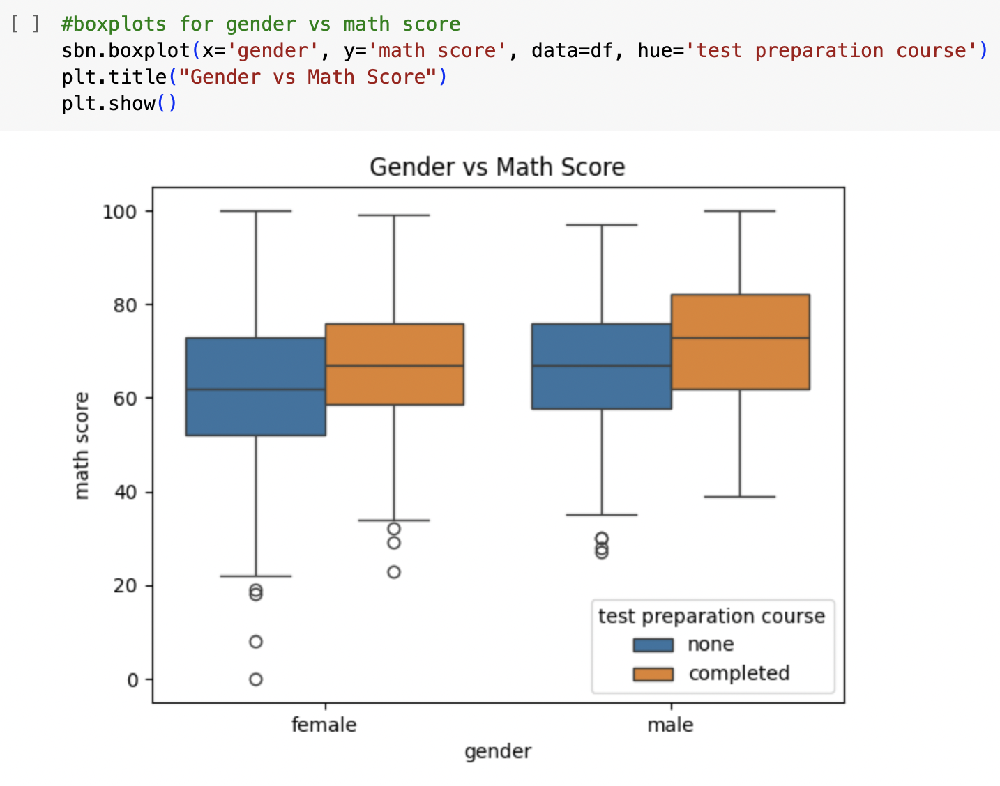 [ ] #boxplots for gender vs math score
sbn.boxplot(x='gender', y='math score', data=df, hue='test preparation course')
plt.title("Gender vs Math Score")
plt.show()
Gender vs Math Score
100
80
60
40
20
0
math score
test preparation course
none
completed
female
male
gender